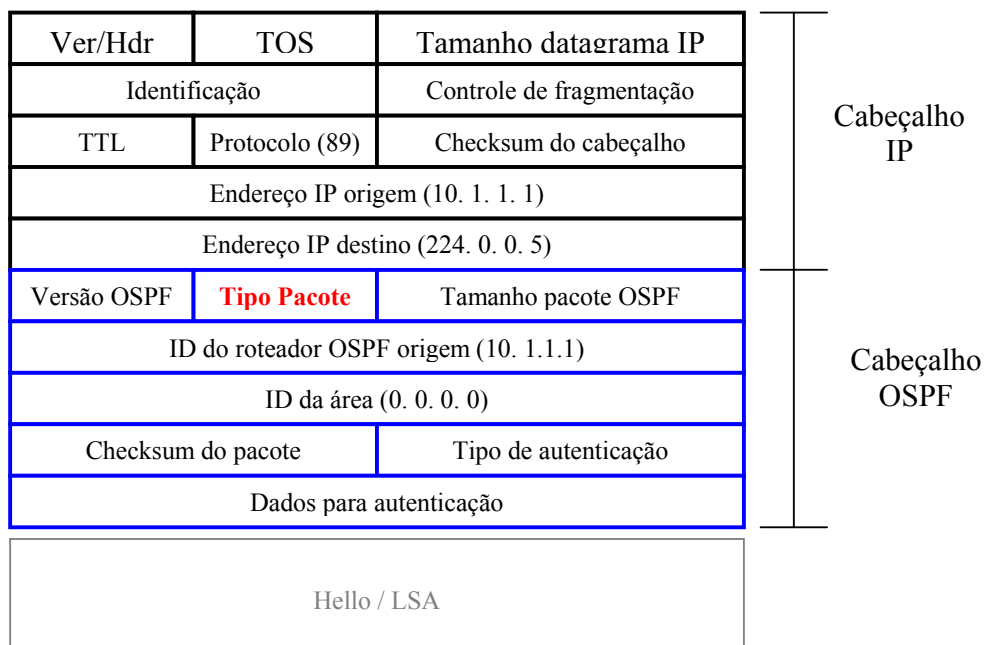 Ver/Hdr TOS Tamanho datagrama IP
Identificação Controle de fragmentação
TTL Protocolo (89) Checksum do cabeçalho
Endereço IP origem (10. 1. 1. 1)
Endereço IP destino (224. 0. 0. 5)
Cabeçalho
IP
Versão OSPF Tipo Pacote Tamanho pacote OSPF
ID do roteador OSPF origem (10. 1.1.1)
ID da área (0. 0. 0. 0)
Checksum do pacote Tipo de autenticação
Dados para autenticação
Cabeçalho
OSPF
Hello / LSA